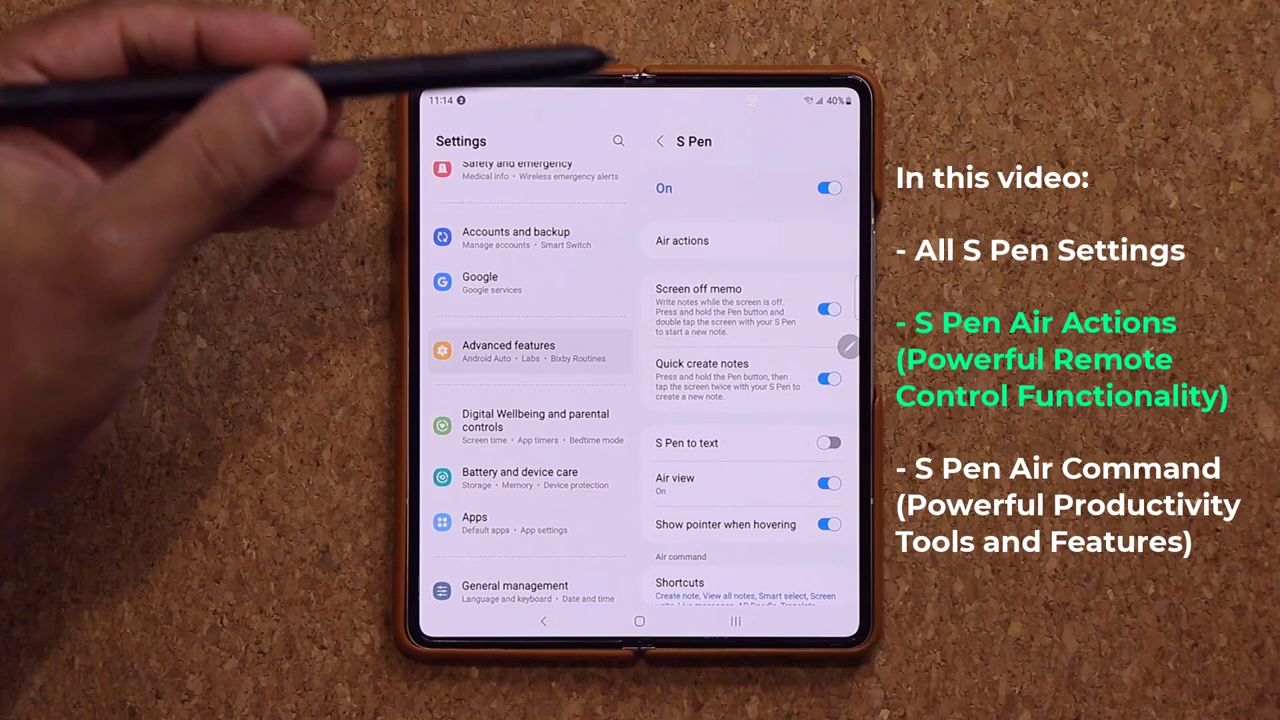 11:14
40%
Settings
Safety and emergency
Medical info • Wireless emergency alerts
Accounts and backup
Manage accounts • Smart Switch
Google
Google services
Advanced features
Android Auto • Labs • Bixby Routines
Digital Wellbeing and parental
controls
Screen time • App timers • Bedtime mode
Battery and device care
Storage • Memory • Device protection
Apps
Default apps • App settings
General management
Language and keyboard • Date and time
S Pen
On
Air actions
Screen off memo
Write notes while the screen is off.
Press and hold the Pen button and
double tap the screen with your S Pen
to start a new note.
Quick create notes
Press and hold the Pen button, then
tap the screen twice with your S Pen to
create a new note.
S Pen to text
Air view
On
Show pointer when hovering
Air command
Shortcuts
Create note, View all notes, Smart select, Screen
write, Live messages, AR Doodle, Translate,
In this video:
- All S Pen Settings
- S Pen Air Actions
(Powerful Remote
Control Functionality)
- S Pen Air Command
(Powerful Productivity
Tools and Features)